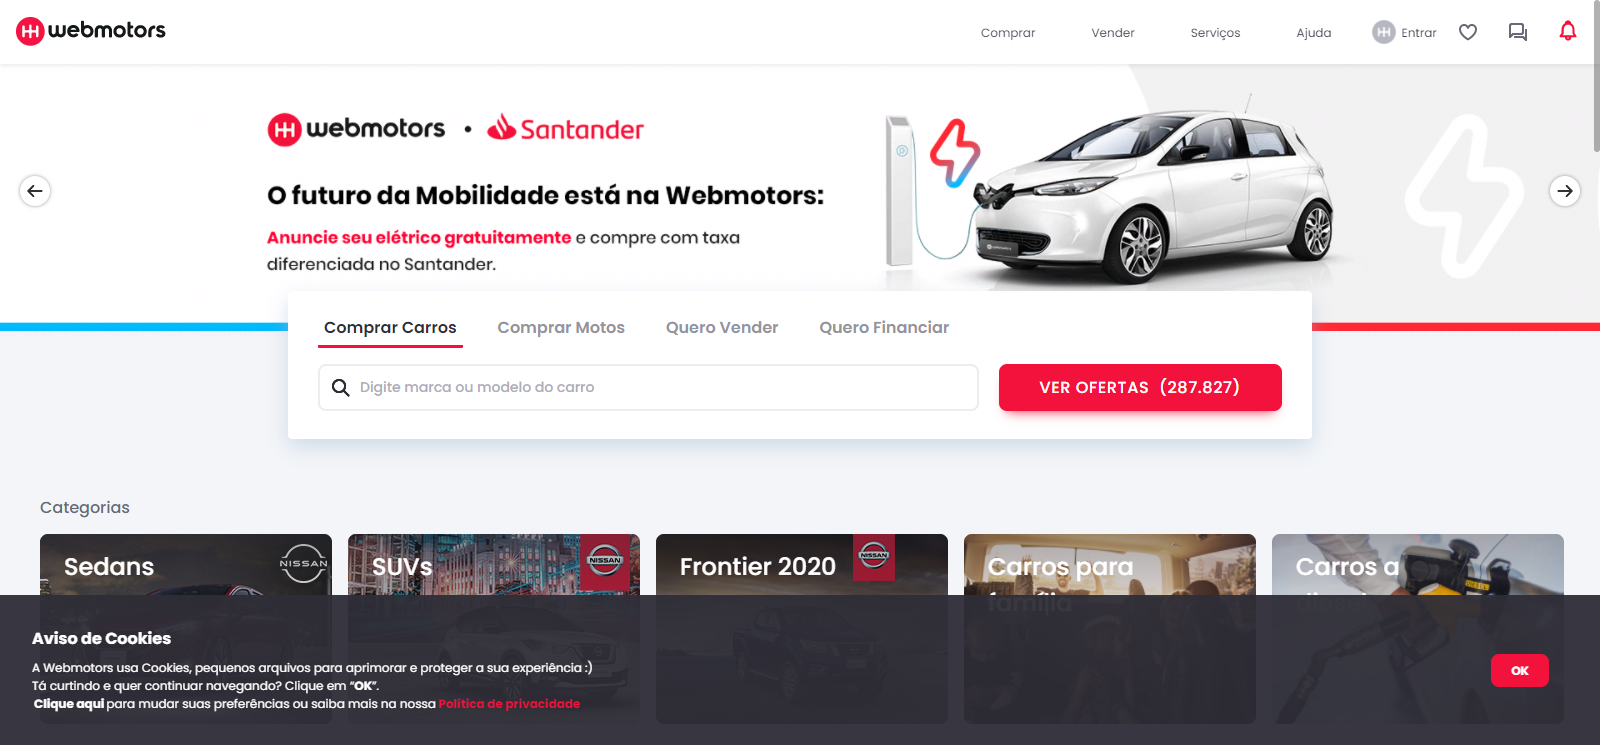 webmotors
Comprar
Vender
Serviços
Ajuda
Entrar
webmotors • Santander
O futuro da Mobilidade está na Webmotors:
Anuncie seu elétrico gratuitamente e compre com taxa
diferenciada no Santander.
Comprar Carros
Comprar Motos
Quero Vender
Quero Financiar
Digite marca ou modelo do carro
VER OFERTAS (287.827)
Categorias
Sedans
NISSAN
SUVs
NISSAN
Frontier 2020
NISSAN
Carros para
família
Carros a
Aviso de Cookies
A Webmotors usa Cookies, pequenos arquivos para aprimorar e proteger a sua experiência :)
Tá curtindo e quer continuar navegando? Clique em “OK”.
Clique aqui para mudar suas preferências ou saiba mais na nossa Política de privacidade
OK